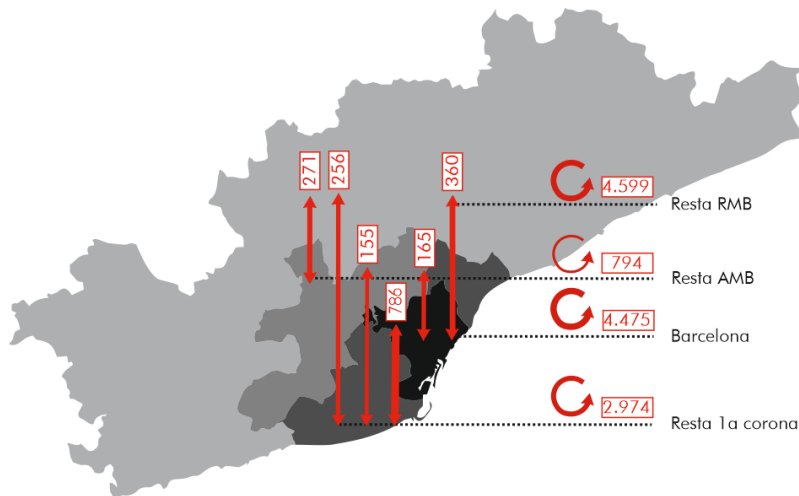 271
256
360
4.599
Resta RMB
155
165
794
Resta AMB
786
4.475
Barcelona
2.974
Resta 1a corona